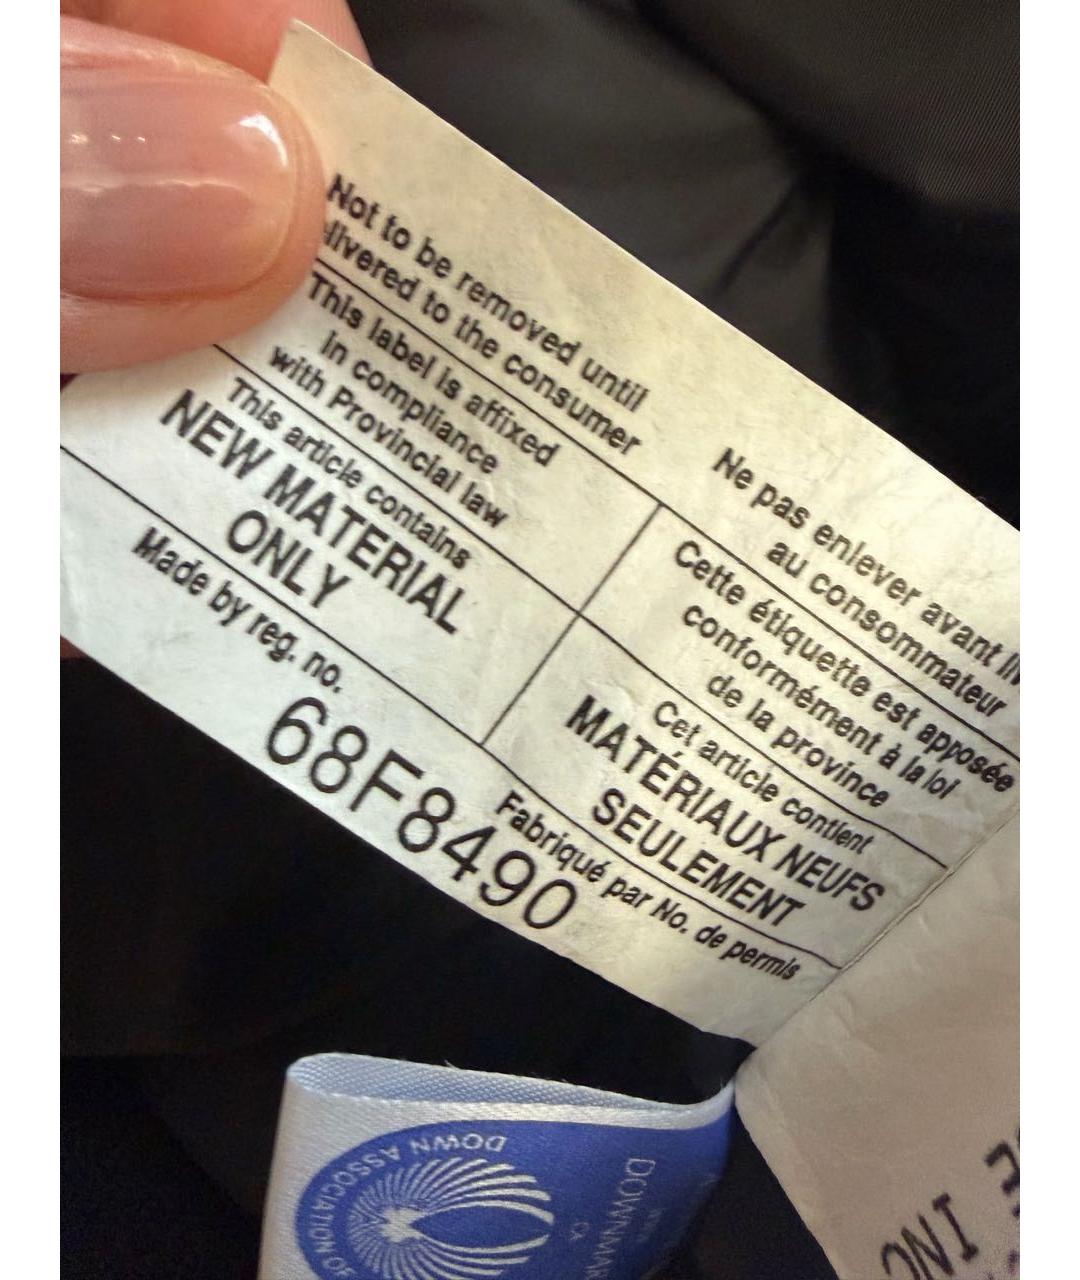 Not to be removed until
delivered to the consumer
This label is affixed
in compliance
with Provincial law
This article contains
NEW MATERIAL
ONLY
Made by reg. no.
68F8490
Ne pas enlever avant
au consommateur
Cette étiquette est apposée
conformément à la loi
de la province
Cet article contient
MATÉRIAUX NEUFS
SEULEMENT
Fabriqué par No. de permis
DOWN ASSOCIATION OF
DOWNMAR
INC